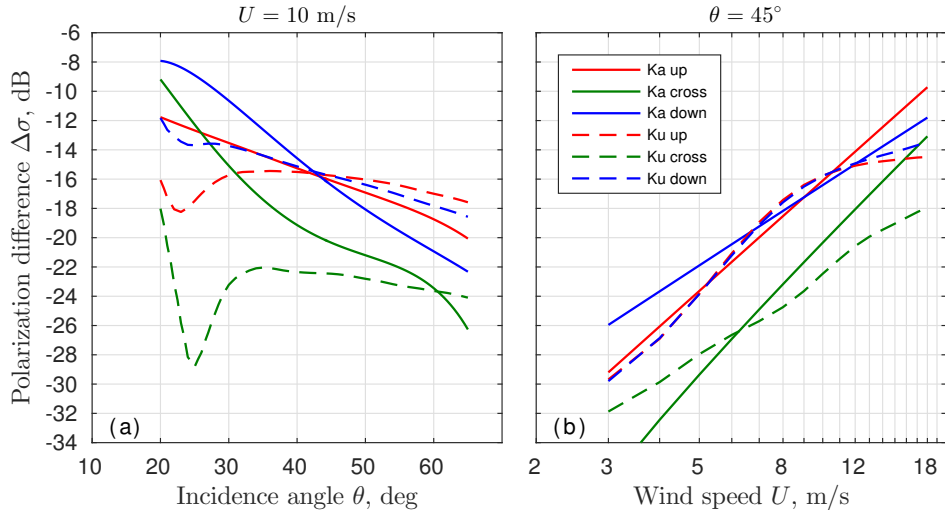 U = 10 m/s
θ = 45°
Polarization difference Δσ, dB
-6
-8
-10
-12
-14
-16
-18
-20
-22
-24
-26
-28
-30
-32
-34
(a)
10 20 30 40 50 60
Incidence angle θ, deg
Ka up
Ka cross
Ka down
Ku up
Ku cross
Ku down
(b)
2 3 5 8 12 18
Wind speed U, m/s